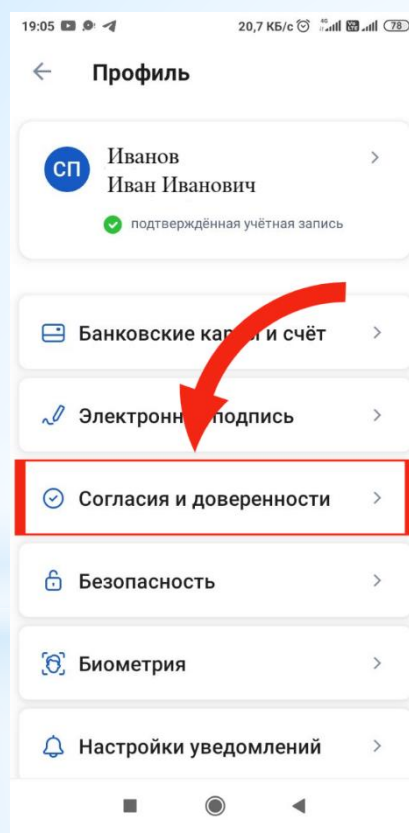 19:05 20,7 КБ/с 4G 78
Профиль
СП Иванов
Иван Иванович
подтверждённая учётная запись
Банковские и счёт
Электронн подпись
Согласия и доверенности
Безопасность
Биометрия
Настройки уведомлений